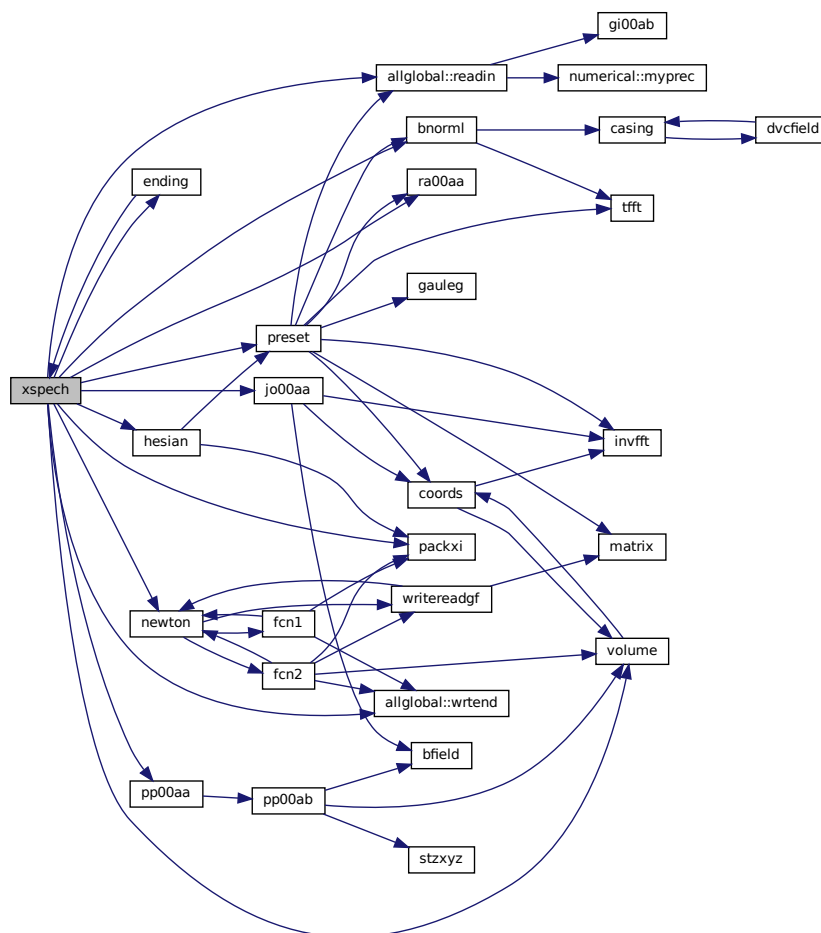 gi00ab
allglobal::readin
numerical::myprec
bnorml
casing
dvcfield
ending
ra00aa
tfft
gauleg
preset
xspech
jo00aa
hesian
invfft
coords
packxi
matrix
writereadgf
newton
fcn1
volume
fcn2
allglobal::wrtend
bfield
pp00aa
pp00ab
stzxyz